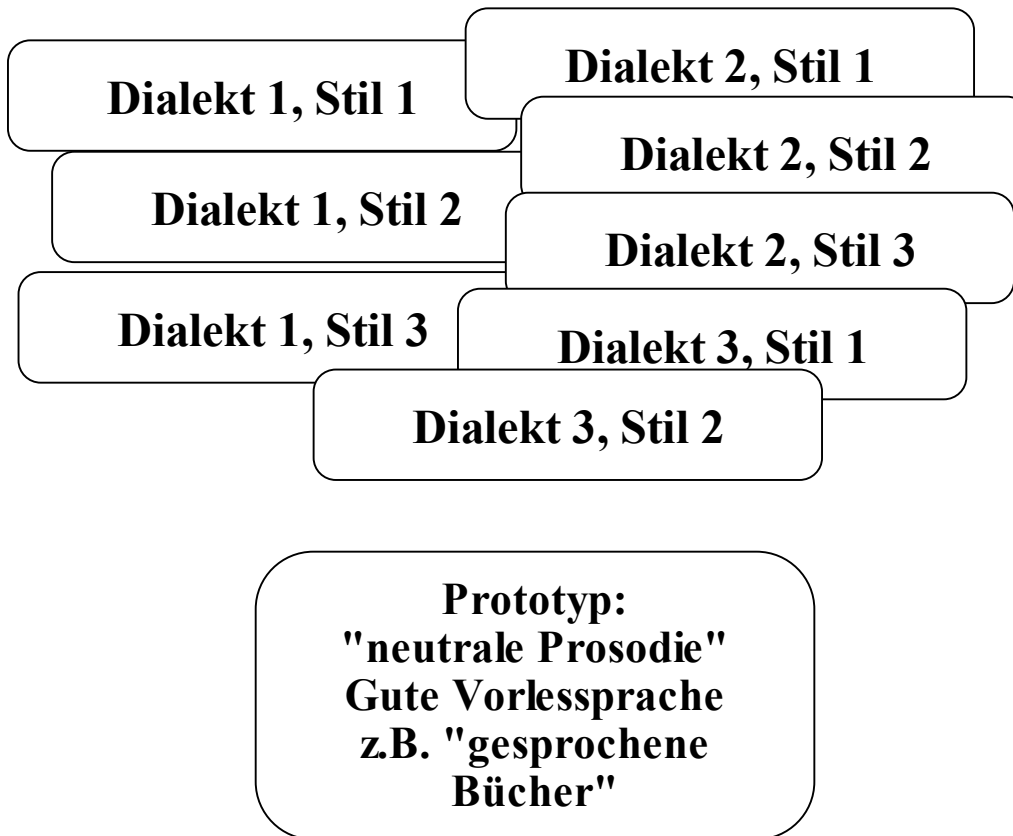 Dialekt 1, Stil 1
Dialekt 2, Stil 1
Dialekt 2, Stil 2
Dialekt 1, Stil 2
Dialekt 2, Stil 3
Dialekt 1, Stil 3
Dialekt 3, Stil 1
Dialekt 3, Stil 2
Prototyp:
"neutrale Prosodie"
Gute Vorlessprache
z.B. "gesprochene
Bücher"